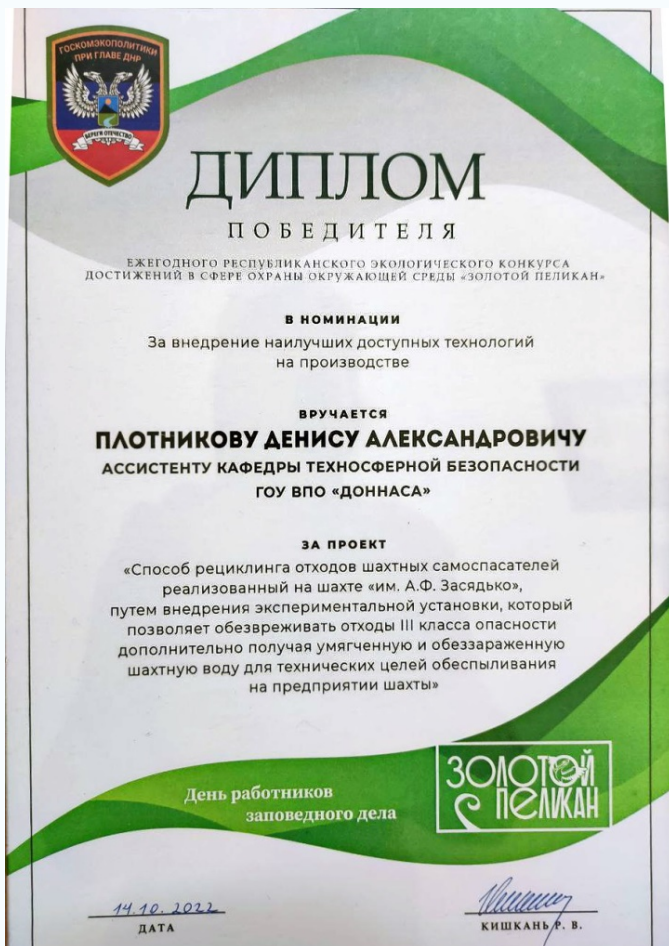 ГОСКОМЭКОПОЛИТИКИ
ПРИ ГЛАВЕ ДНР
БЕРЕГИ ОТЕЧЕСТВО
ДИПЛОМ
ПОБЕДИТЕЛЯ
ЕЖЕГОДНОГО РЕСПУБЛИКАНСКОГО ЭКОЛОГИЧЕСКОГО КОНКУРСА
ДОСТИЖЕНИЙ В СФЕРЕ ОХРАНЫ ОКРУЖАЮЩЕЙ СРЕДЫ «ЗОЛОТОЙ ПЕЛИКАН»
В НОМИНАЦИИ
За внедрение наилучших доступных технологий
на производстве
ВРУЧАЕТСЯ
ПЛОТНИКОВУ ДЕНИСУ АЛЕКСАНДРОВИЧУ
АССИСТЕНТУ КАФЕДРЫ ТЕХНОСФЕРНОЙ БЕЗОПАСНОСТИ
ГОУ ВПО «ДОННАСА»
ЗА ПРОЕКТ
«Способ рециклинга отходов шахтных самоспасателей
реализованный на шахте «им. А.Ф. Засядько»,
путем внедрения экспериментальной установки, который
позволяет обезвреживать отходы III класса опасности
дополнительно получая умягченную и обеззараженную
шахтную воду для технических целей обеспыливания
на предприятии шахты»
День работников
заповедного дела
ЗОЛОТОЙ
ПЕЛИКАН
14.10.2022
ДАТА
КИШКАНЬ Р. В.